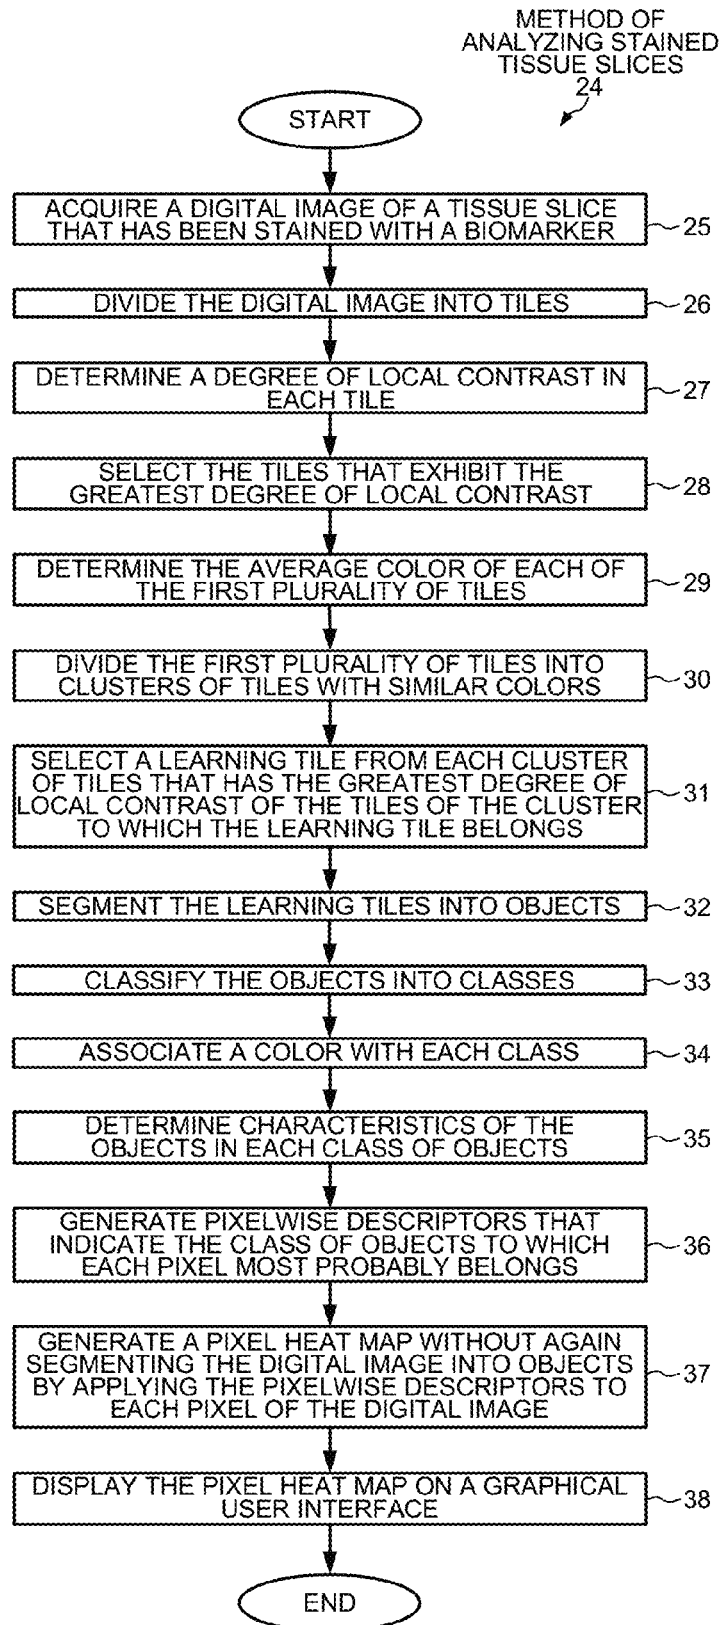 METHOD OF
ANALYZING STAINED
TISSUE SLICES
24
START
ACQUIRE A DIGITAL IMAGE OF A TISSUE SLICE
THAT HAS BEEN STAINED WITH A BIOMARKER
25
DIVIDE THE DIGITAL IMAGE INTO TILES
26
DETERMINE A DEGREE OF LOCAL CONTRAST IN
EACH TILE
27
SELECT THE TILES THAT EXHIBIT THE
GREATEST DEGREE OF LOCAL CONTRAST
28
DETERMINE THE AVERAGE COLOR OF EACH OF
THE FIRST PLURALITY OF TILES
29
DIVIDE THE FIRST PLURALITY OF TILES INTO
CLUSTERS OF TILES WITH SIMILAR COLORS
30
SELECT A LEARNING TILE FROM EACH CLUSTER
OF TILES THAT HAS THE GREATEST DEGREE OF
LOCAL CONTRAST OF THE TILES OF THE CLUSTER
TO WHICH THE LEARNING TILE BELONGS
31
SEGMENT THE LEARNING TILES INTO OBJECTS
32
CLASSIFY THE OBJECTS INTO CLASSES
33
ASSOCIATE A COLOR WITH EACH CLASS
34
DETERMINE CHARACTERISTICS OF THE
OBJECTS IN EACH CLASS OF OBJECTS
35
GENERATE PIXELWISE DESCRIPTORS THAT
INDICATE THE CLASS OF OBJECTS TO WHICH
EACH PIXEL MOST PROBABLY BELONGS
36
GENERATE A PIXEL HEAT MAP WITHOUT AGAIN
SEGMENTING THE DIGITAL IMAGE INTO OBJECTS
BY APPLYING THE PIXELWISE DESCRIPTORS TO
EACH PIXEL OF THE DIGITAL IMAGE
37
DISPLAY THE PIXEL HEAT MAP ON A GRAPHICAL
USER INTERFACE
38
END